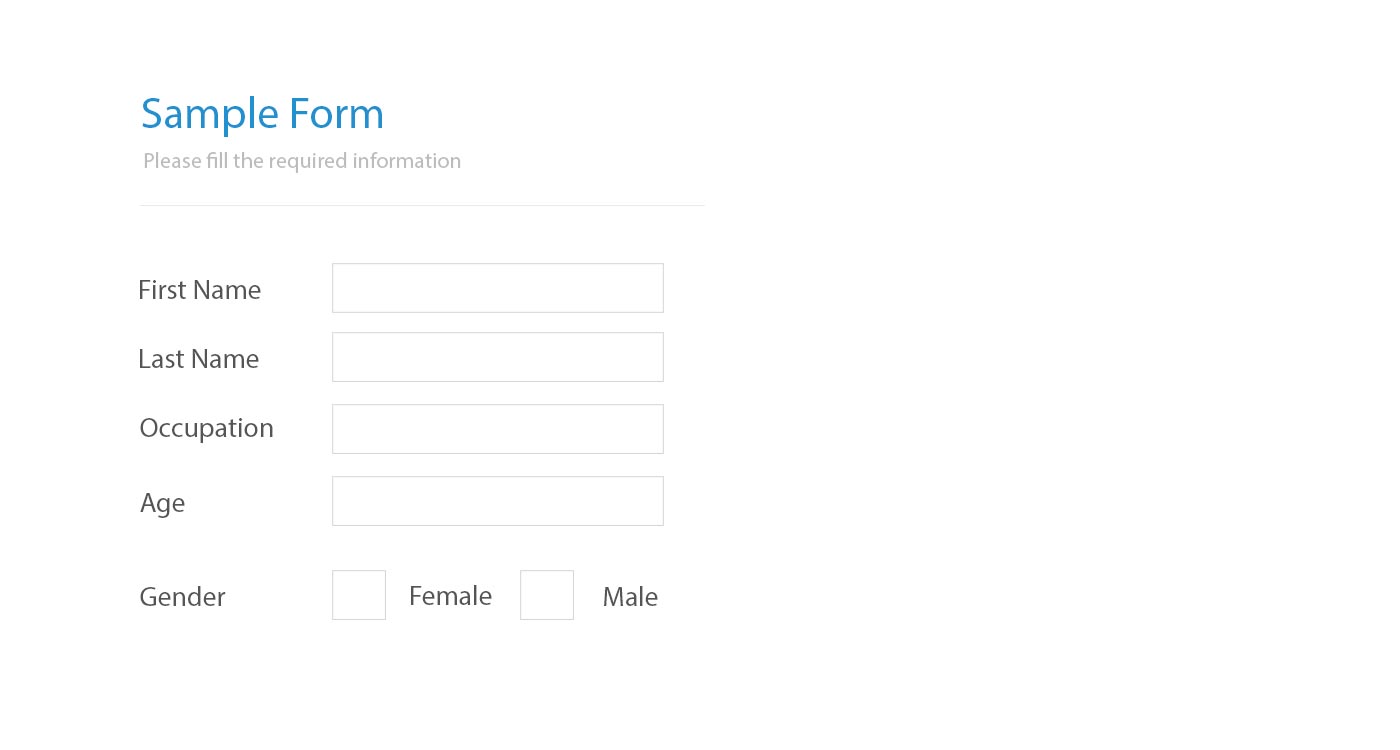 Sample Form
Please fill the required information
First Name
Last Name
Occupation
Age
Gender Female Male